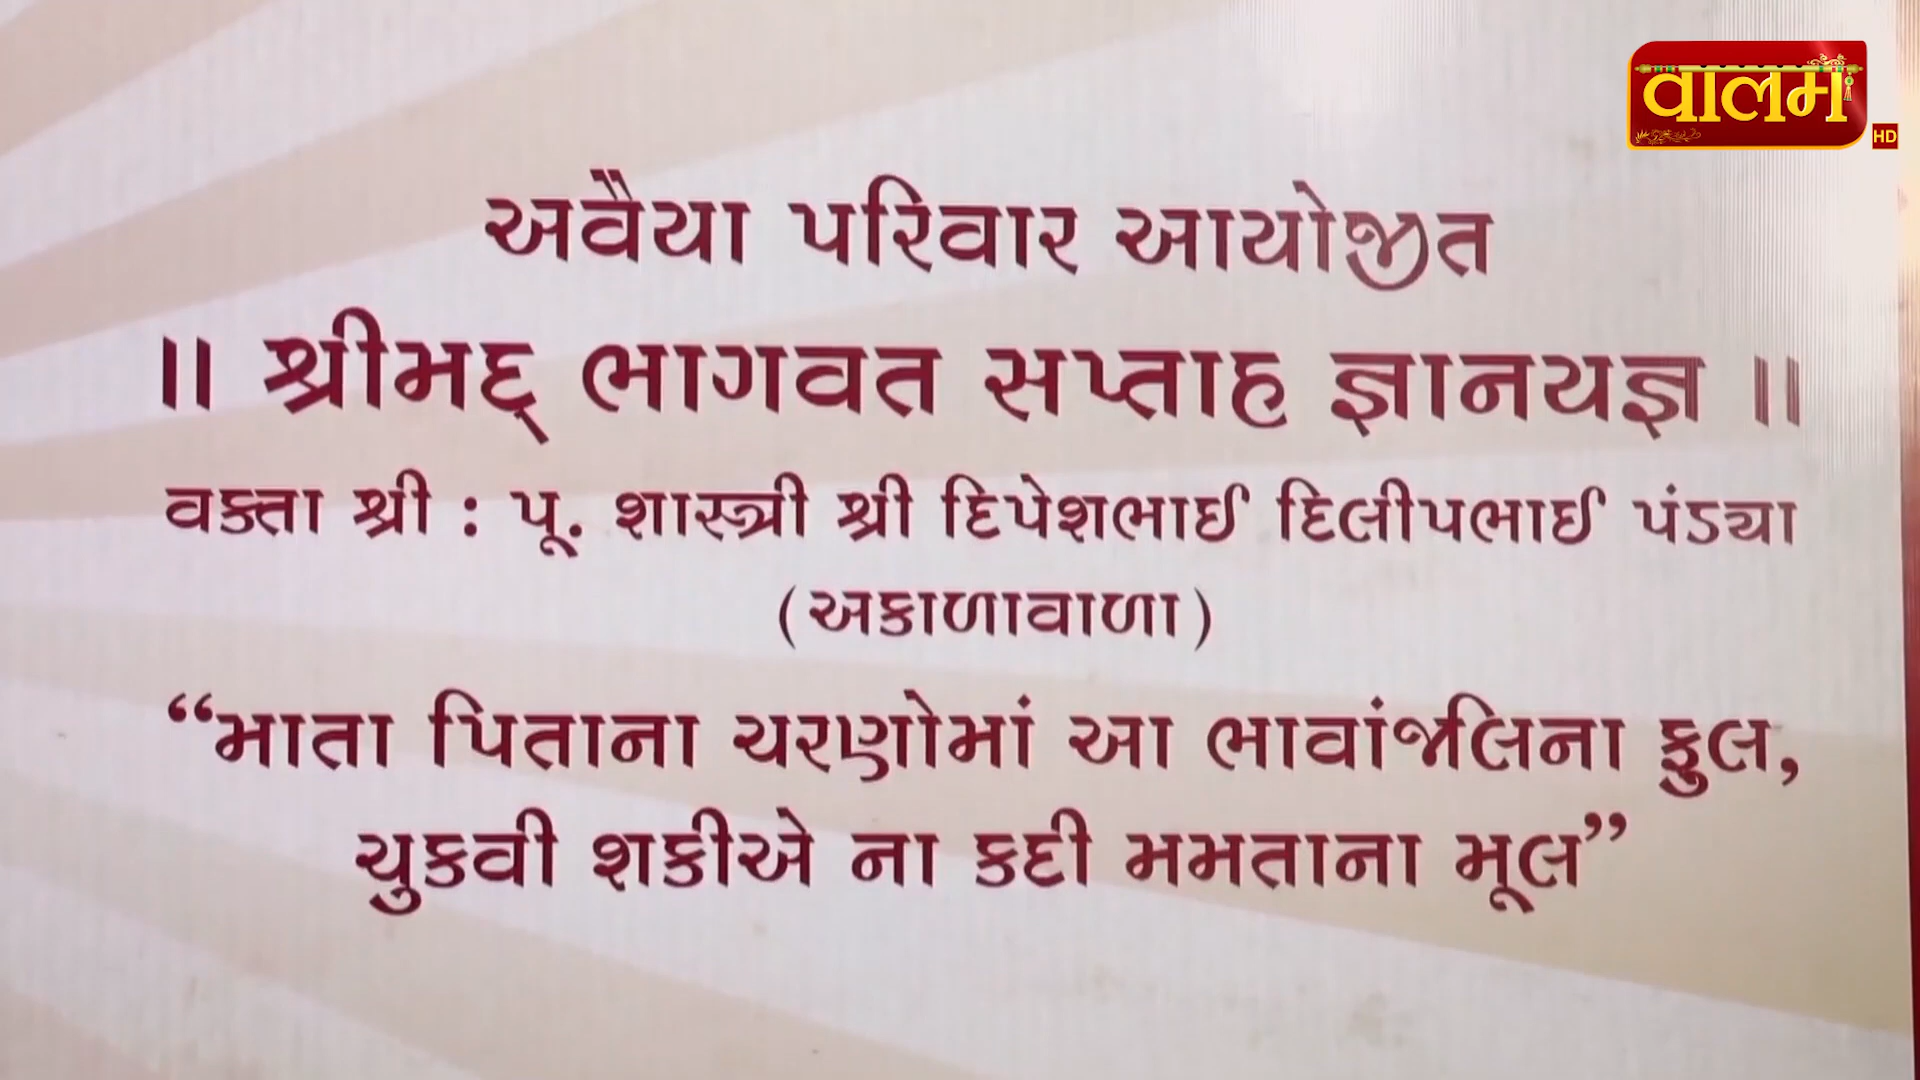 વાલમ
HD
અવૈયા પરિવાર આયોજીત
॥ શ્રીમદ્દ ભાગવત સપ્તાહ જ્ઞાનયજ્ઞ ॥
વક્તા શ્રી : પૂ. શાસ્ત્રી શ્રી દિપેશભાઈ દિલીપભાઈ પંડ્યા
(અકાળાવાળા)
“માતા પિતાના ચરણોમાં આ ભાવાંજલિના ફુલ,
ચુકવી શકીએ ના કદી મમતાના મૂલ”